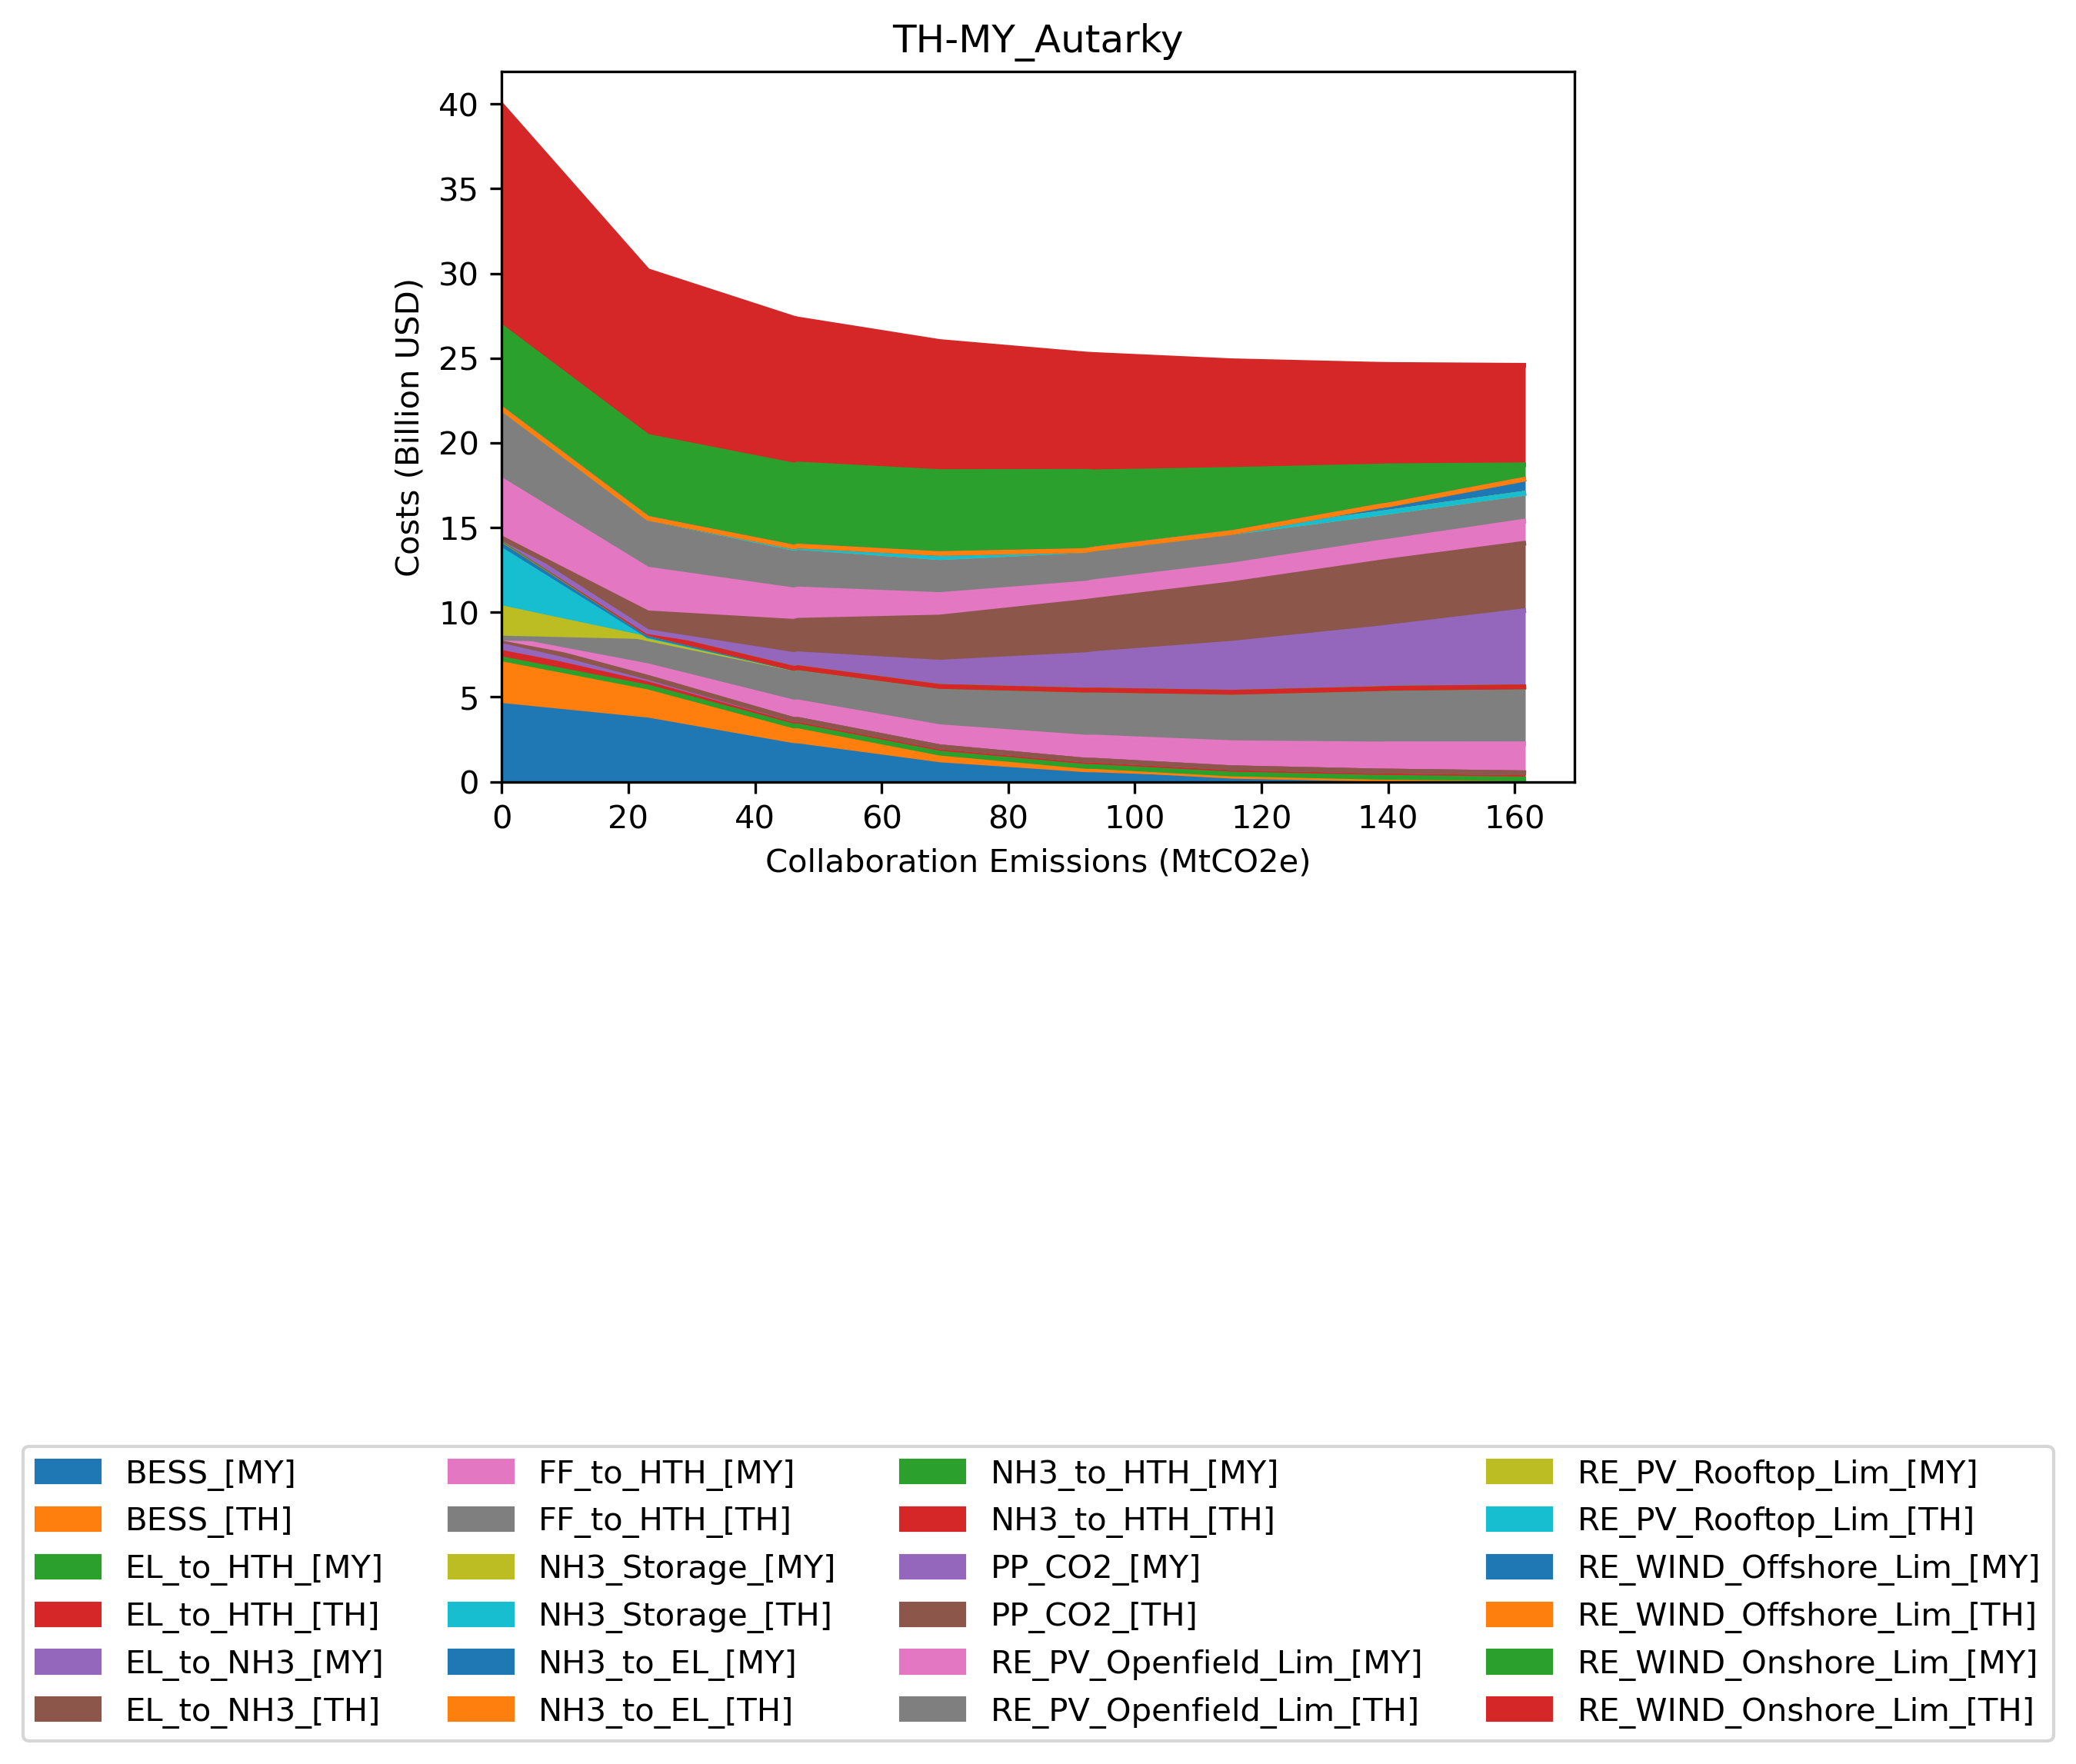 TH-MY_Autarky
Costs (Billion USD)
40
35
30
25
20
15
10
5
0
0 20 40 60 80 100 120 140 160
Collaboration Emissions (MtCO2e)
BESS_[MY]
BESS_[TH]
EL_to_HTH_[MY]
EL_to_HTH_[TH]
EL_to_NH3_[MY]
EL_to_NH3_[TH]
FF_to_HTH_[MY]
FF_to_HTH_[TH]
NH3_Storage_[MY]
NH3_Storage_[TH]
NH3_to_EL_[MY]
NH3_to_EL_[TH]
NH3_to_HTH_[MY]
NH3_to_HTH_[TH]
PP_CO2_[MY]
PP_CO2_[TH]
RE_PV_Openfield_Lim_[MY]
RE_PV_Openfield_Lim_[TH]
RE_PV_Rooftop_Lim_[MY]
RE_PV_Rooftop_Lim_[TH]
RE_WIND_Offshore_Lim_[MY]
RE_WIND_Offshore_Lim_[TH]
RE_WIND_Onshore_Lim_[MY]
RE_WIND_Onshore_Lim_[TH]